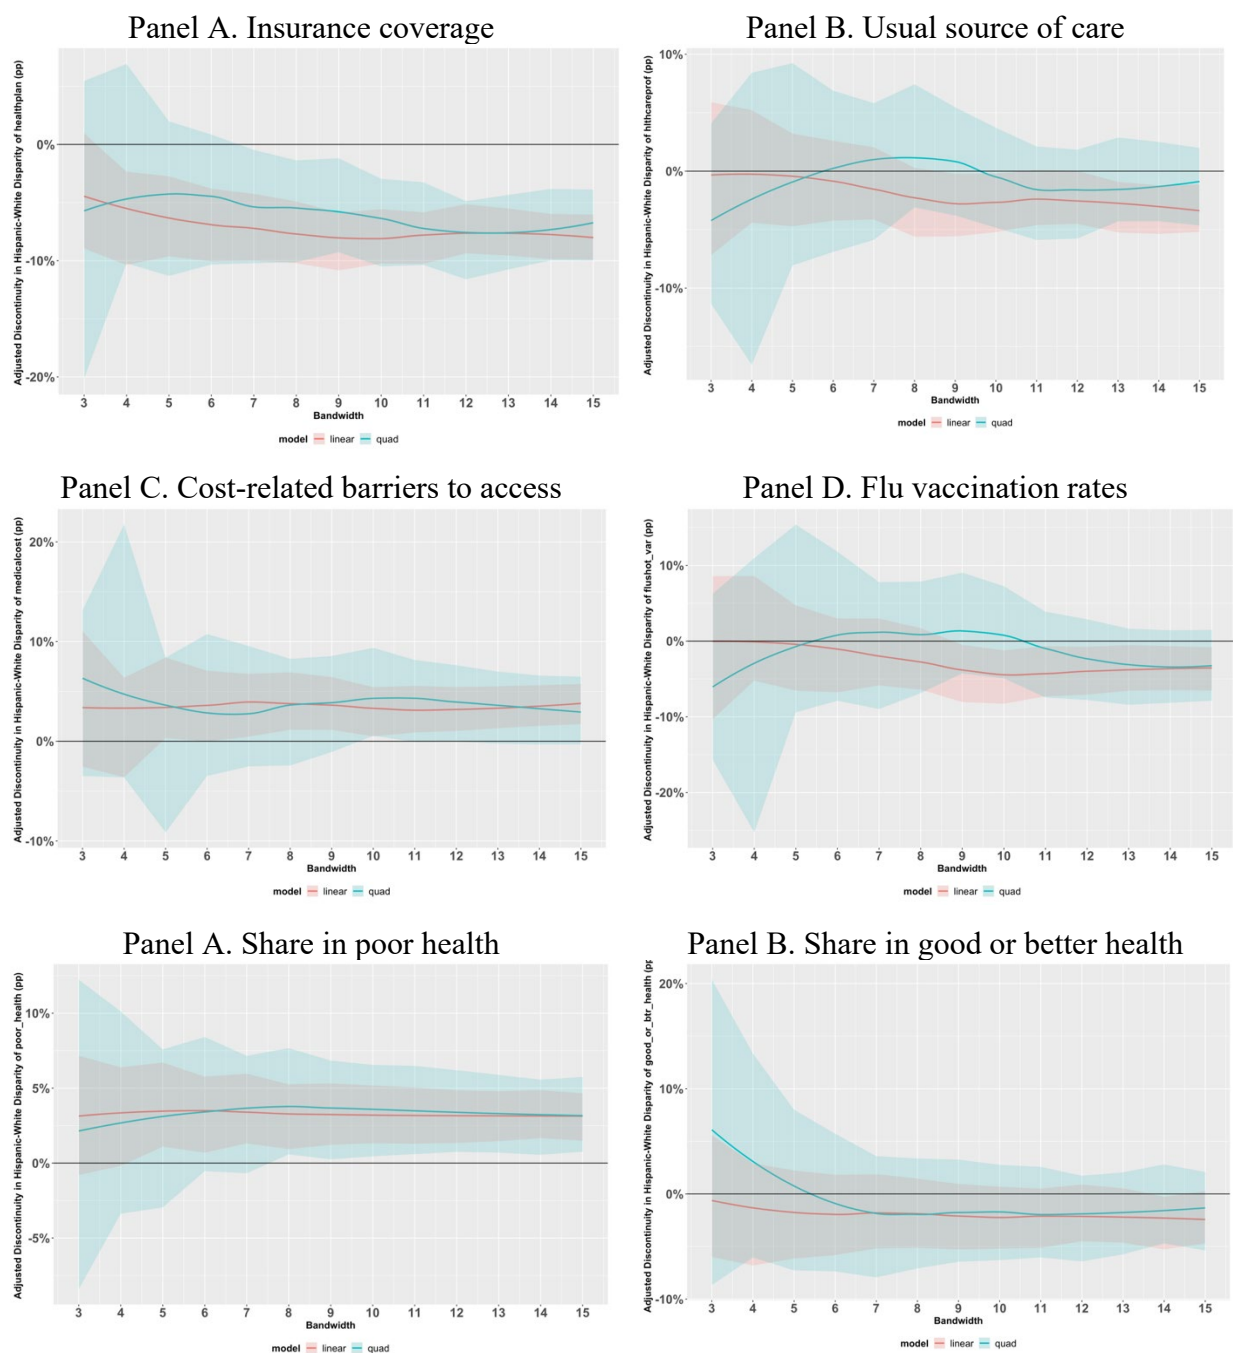 Panel A. Insurance coverage
Adjusted Discontinuity in Hispanic-White Disparity of healthplan (pp)
0%
-10%
-20%
3 4 5 6 7 8 9 10 11 12 13 14 15
Bandwidth
model linear quad
Panel B. Usual source of care
Adjusted Discontinuity in Hispanic-White Disparity of hlthcareprof (pp)
10%
0%
-10%
3 4 5 6 7 8 9 10 11 12 13 14 15
Bandwidth
model linear quad
Panel C. Cost-related barriers to access
Adjusted Discontinuity in Hispanic-White Disparity of medicalcost (pp)
20%
10%
0%
-10%
3 4 5 6 7 8 9 10 11 12 13 14 15
Bandwidth
model linear quad
Panel D. Flu vaccination rates
Adjusted Discontinuity in Hispanic-White Disparity of flushot_var (pp)
10%
0%
-10%
-20%
3 4 5 6 7 8 9 10 11 12 13 14 15
Bandwidth
model linear quad
Panel A. Share in poor health
Adjusted Discontinuity in Hispanic-White Disparity of poor_health (pp)
10%
5%
0%
-5%
3 4 5 6 7 8 9 10 11 12 13 14 15
Bandwidth
model linear quad
Panel B. Share in good or better health
Adjusted Discontinuity in Hispanic-White Disparity of good_or_btr_health (pp
20%
10%
0%
-10%
3 4 5 6 7 8 9 10 11 12 13 14 15
Bandwidth
model linear quad